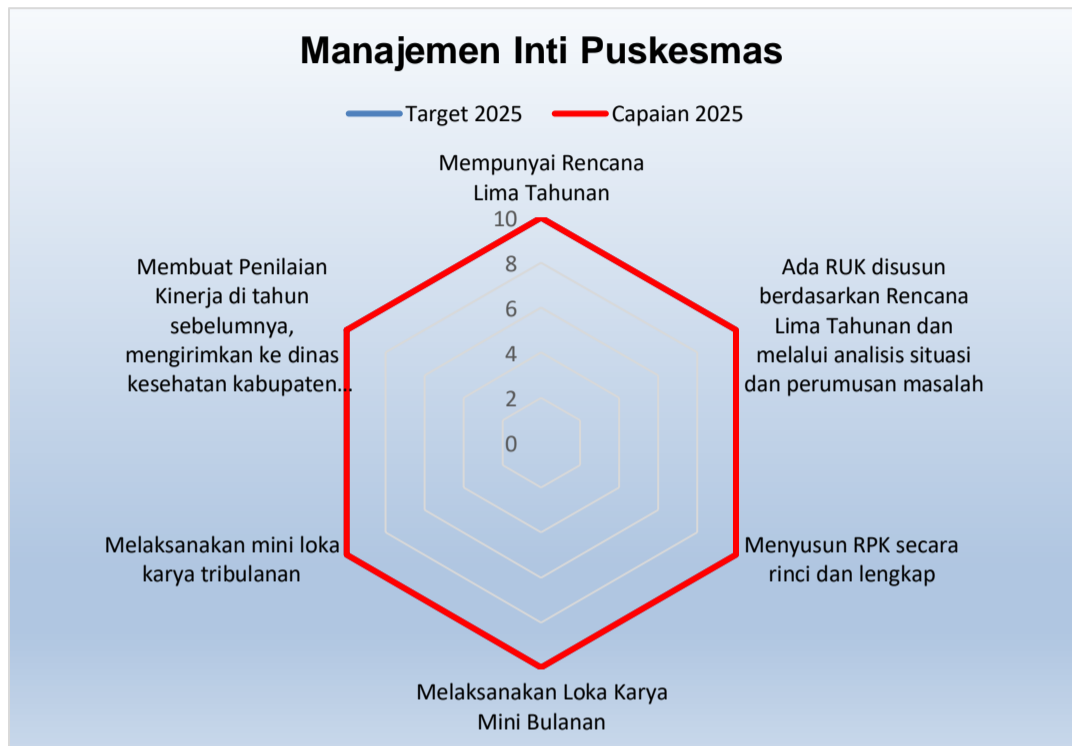 Manajemen Inti Puskesmas
Target 2025
Capaian 2025
Mempunyai Rencana
Lima Tahunan
10
8
6
4
2
0
Ada RUK disusun
berdasarkan Rencana
Lima Tahunan dan
melalui analisis situasi
dan perumusan masalah
Menyusun RPK secara
rinci dan lengkap
Melaksanakan Loka Karya
Mini Bulanan
Melaksanakan mini loka
karya tribulanan
Membuat Penilaian
Kinerja di tahun
sebelumnya,
mengirimkan ke dinas
kesehatan kabupaten...